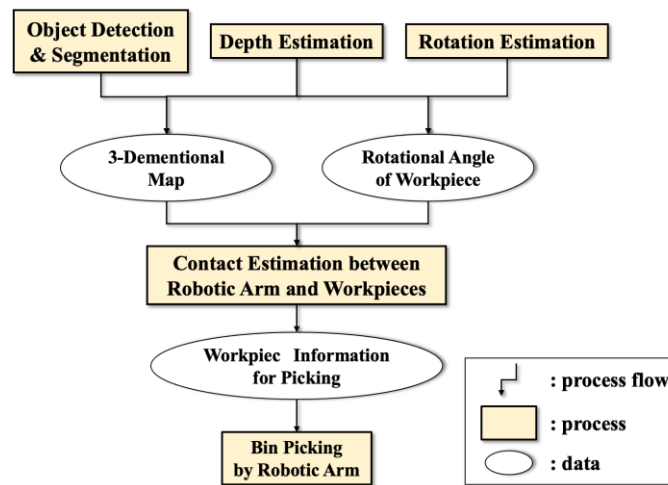 Object Detection
& Segmentation
Depth Estimation
Rotation Estimation
3-Dementional
Map
Rotational Angle
of Workpiece
Contact Estimation between
Robotic Arm and Workpieces
Workpiec  Information
for Picking
Bin Picking
by Robotic Arm
: process flow
: process
: data